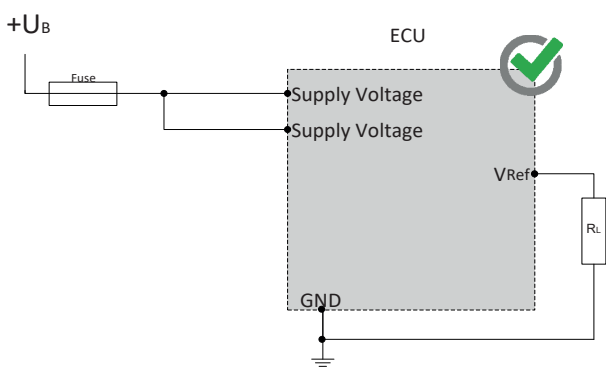 +UB
ECU
Fuse
Supply Voltage
Supply Voltage
VRef
RL
GND